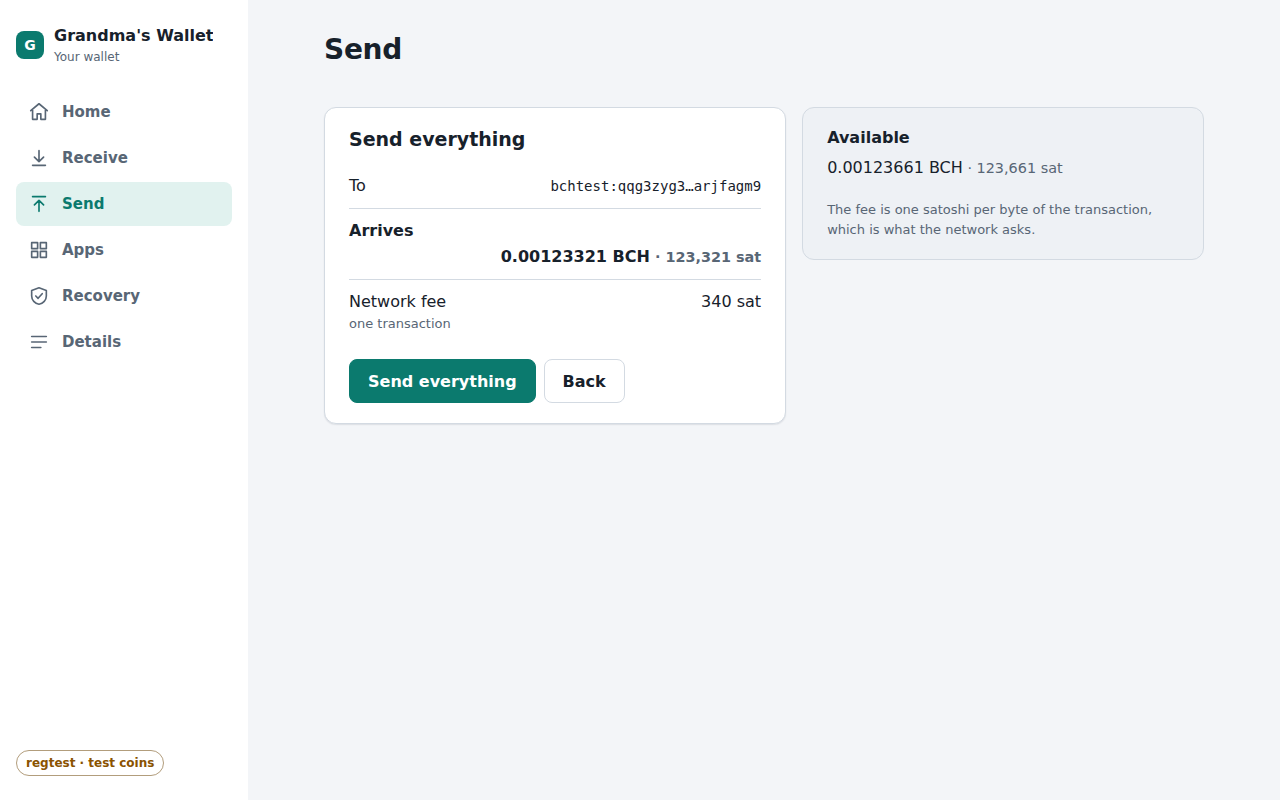 G
Grandma's Wallet
Your wallet
Home
Receive
Send
Apps
Recovery
Details
regtest · test coins
Send
Send everything
To bchtest:qqg3zyg3…arjfagm9
Arrives
0.00123321 BCH · 123,321 sat
Network fee 340 sat
one transaction
Send everything
Back
Available
0.00123661 BCH · 123,661 sat
The fee is one satoshi per byte of the transaction,
which is what the network asks.